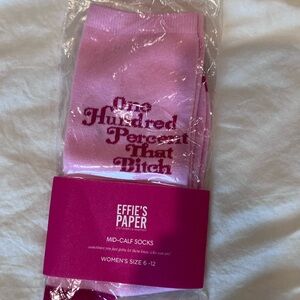 One
Hundred
Percent
That
Bitch
EFFIE'S
PAPER
MID-CALF SOCKS
WOMEN'S SIZE 6-12